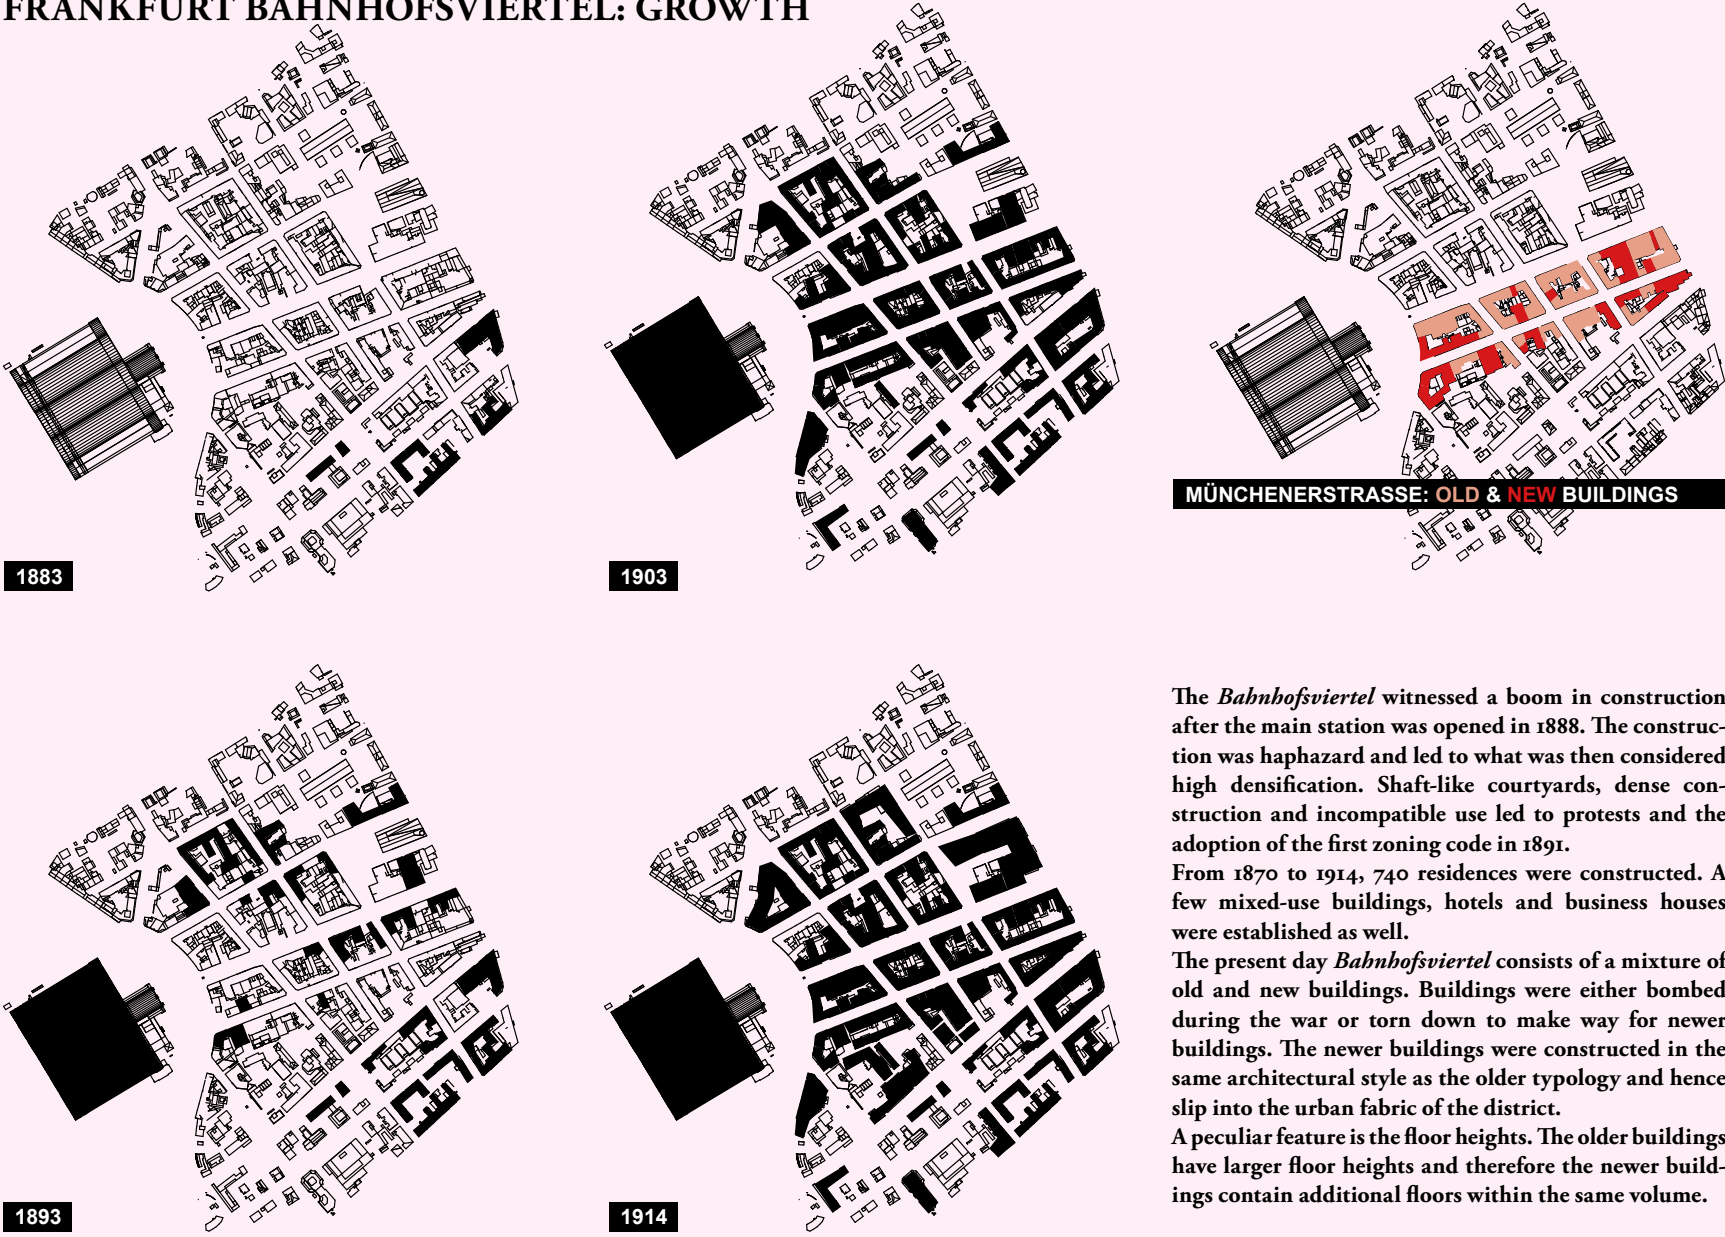 FRANKFURT BAHNHOFSVIERTEL: GROWTH
1883
1903
MÜNCHENERSTRASSE: OLD & NEW BUILDINGS
1893
1914
The Bahnhofsviertel witnessed a boom in construction
after the main station was opened in 1888. The construc-
tion was haphazard and led to what was then considered
high densification. Shaft-like courtyards, dense con-
struction and incompatible use led to protests and the
adoption of the first zoning code in 1891.
From 1870 to 1914, 740 residences were constructed. A
few mixed-use buildings, hotels and business houses
were established as well.
The present day Bahnhofsviertel consists of a mixture of
old and new buildings. Buildings were either bombed
during the war or torn down to make way for newer
buildings. The newer buildings were constructed in the
same architectural style as the older typology and hence
slip into the urban fabric of the district.
A peculiar feature is the floor heights. The older buildings
have larger floor heights and therefore the newer build-
ings contain additional floors within the same volume.